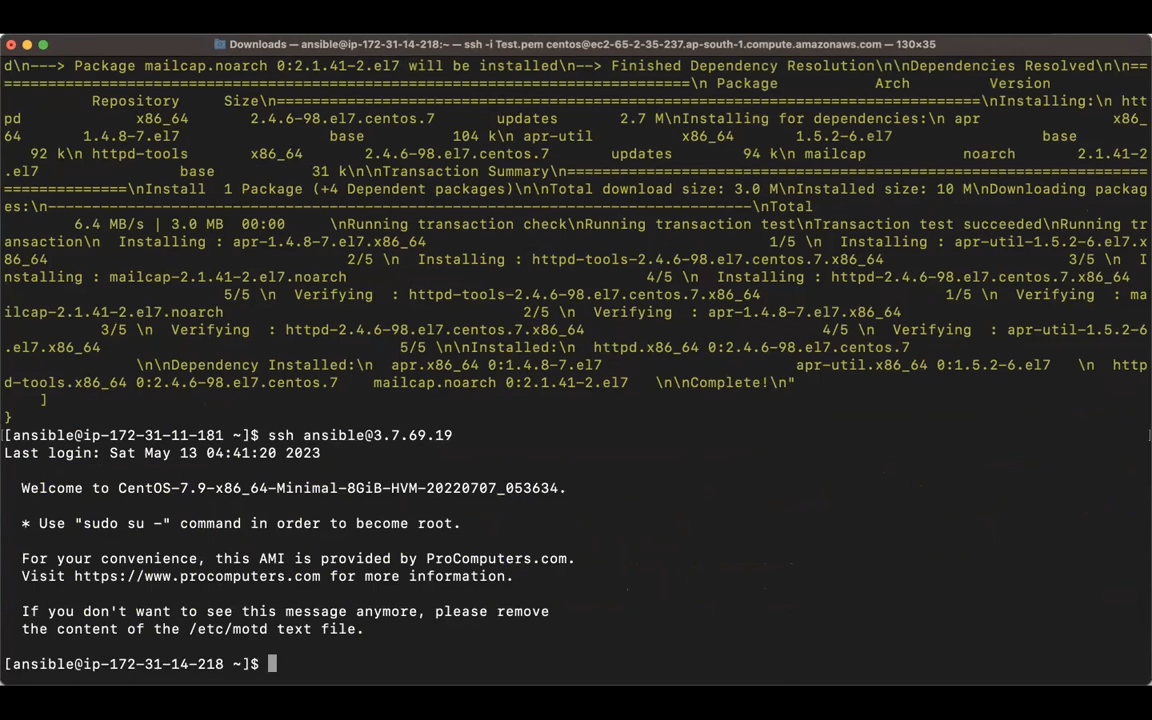 Downloads — ansible@ip-172-31-14-218:~ — ssh -i Test.pem centos@ec2-65-2-35-237.ap-south-1.compute.amazonaws.com — 130×35
d\n---> Package mailcap.noarch 0:2.1.41-2.el7 will be installed\n--> Finished Dependency Resolution\n\nDependencies Resolved\n\n==
================================================================================\n Package           Arch         Version
          Repository     Size\n================================================================================\nInstalling:\n htt
pd             x86_64       2.4.6-98.el7.centos.7       updates       2.7 M\nInstalling for dependencies:\n apr               x86_
64       1.4.8-7.el7                 base          104 k\n apr-util          x86_64       1.5.2-6.el7                 base
   92 k\n httpd-tools       x86_64       2.4.6-98.el7.centos.7       updates        94 k\n mailcap           noarch       2.1.41-2
.el7                base           31 k\n\nTransaction Summary\n==================================================================
==============\nInstall  1 Package (+4 Dependent packages)\n\nTotal download size: 3.0 M\nInstalled size: 10 M\nDownloading packag
es:\n--------------------------------------------------------------------------------\nTotal
        6.4 MB/s | 3.0 MB  00:00     \nRunning transaction check\nRunning transaction test\nTransaction test succeeded\nRunning tr
ansaction\n  Installing : apr-1.4.8-7.el7.x86_64                                       1/5 \n  Installing : apr-util-1.5.2-6.el7.x
86_64                                  2/5 \n  Installing : httpd-tools-2.4.6-98.el7.centos.7.x86_64                     3/5 \n  I
nstalling : mailcap-2.1.41-2.el7.noarch                                  4/5 \n  Installing : httpd-2.4.6-98.el7.centos.7.x86_64
                         5/5 \n  Verifying  : httpd-tools-2.4.6-98.el7.centos.7.x86_64                     1/5 \n  Verifying  : ma
ilcap-2.1.41-2.el7.noarch                                  2/5 \n  Verifying  : apr-1.4.8-7.el7.x86_64
           3/5 \n  Verifying  : httpd-2.4.6-98.el7.centos.7.x86_64                           4/5 \n  Verifying  : apr-util-1.5.2-6
.el7.x86_64                                  5/5 \n\nInstalled:\n  httpd.x86_64 0:2.4.6-98.el7.centos.7
                  \n\nDependency Installed:\n  apr.x86_64 0:1.4.8-7.el7                      apr-util.x86_64 0:1.5.2-6.el7   \n  http
d-tools.x86_64 0:2.4.6-98.el7.centos.7    mailcap.noarch 0:2.1.41-2.el7   \n\nComplete!\n"
    ]
}
[ansible@ip-172-31-11-181 ~]$ ssh ansible@3.7.69.19
Last login: Sat May 13 04:41:20 2023
Welcome to CentOS-7.9-x86_64-Minimal-8GiB-HVM-20220707_053634.
* Use "sudo su -" command in order to become root.
For your convenience, this AMI is provided by ProComputers.com.
Visit https://www.procomputers.com for more information.
If you don't want to see this message anymore, please remove
the content of the /etc/motd text file.
[ansible@ip-172-31-14-218 ~]$